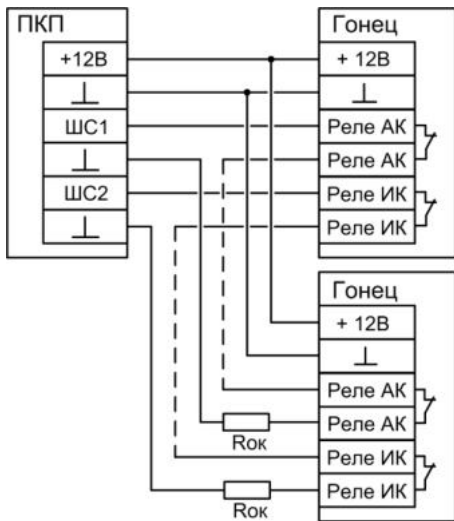 ПКП
+12В
⊥
ШС1
⊥
ШС2
⊥
Гонец
+ 12В
⊥
Реле АК
Реле АК
Реле ИК
Реле ИК
Гонец
+ 12В
⊥
Реле АК
Реле АК
Rок
Реле ИК
Реле ИК
Rок